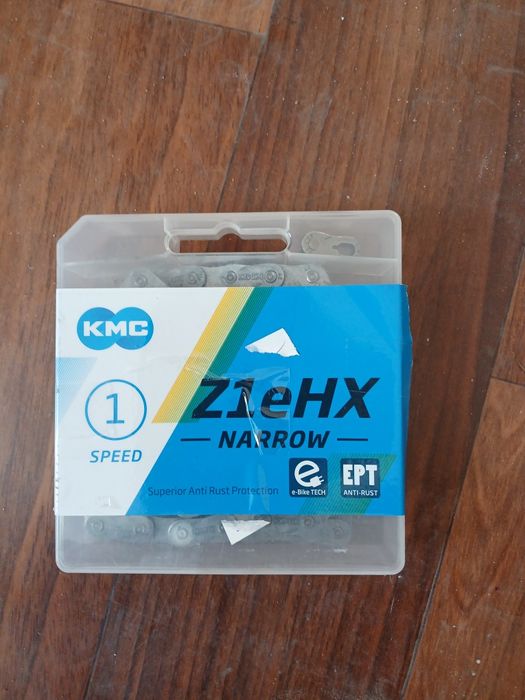 KMC
1
SPEED
Z1eHX
NARROW
Superior Anti Rust Protection
e
e-Bike TECH
EPT
ANTI-RUST